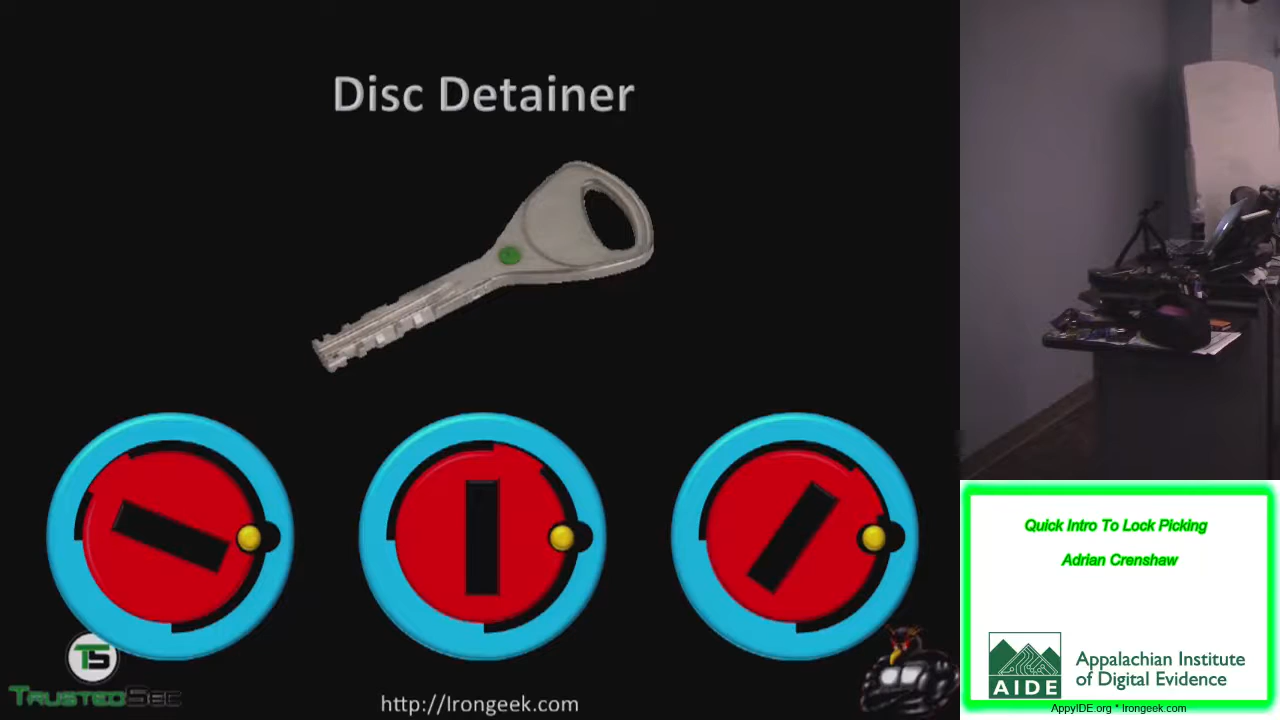 Disc Detainer
TS
TRUSTEDSEC
http://Irongeek.com
Quick Intro To Lock Picking
Adrian Crenshaw
AIDE
Appalachian Institute
of Digital Evidence
AppyIDE.org * Irongeek.com